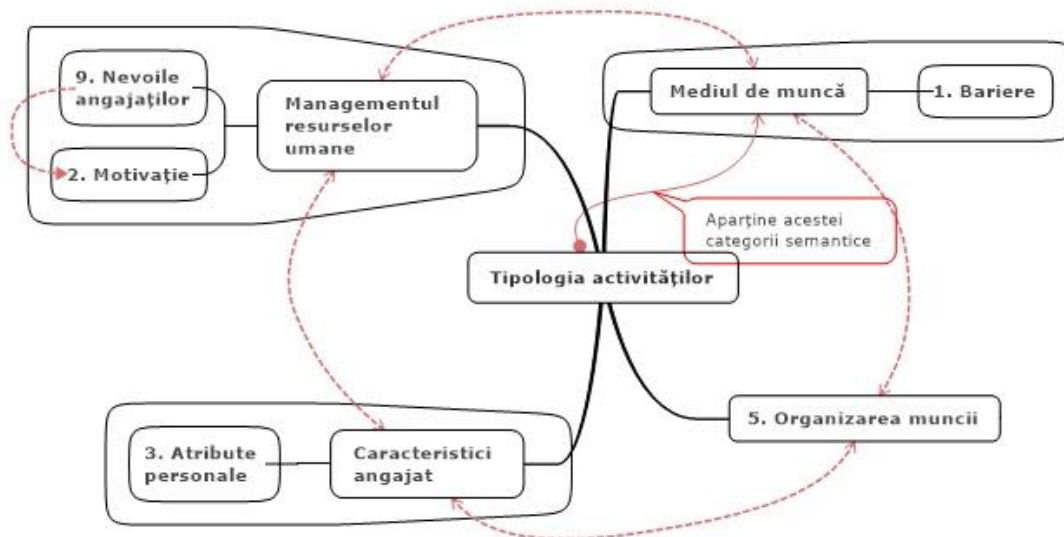 9. Nevoile
angajaților
2. Motivație
Managementul
resurselor
umane
Mediul de muncă
1. Bariere
Aparține acestei
categorii semantice
Tipologia activităților
3. Atribute
personale
Caracteristici
angajat
5. Organizarea muncii